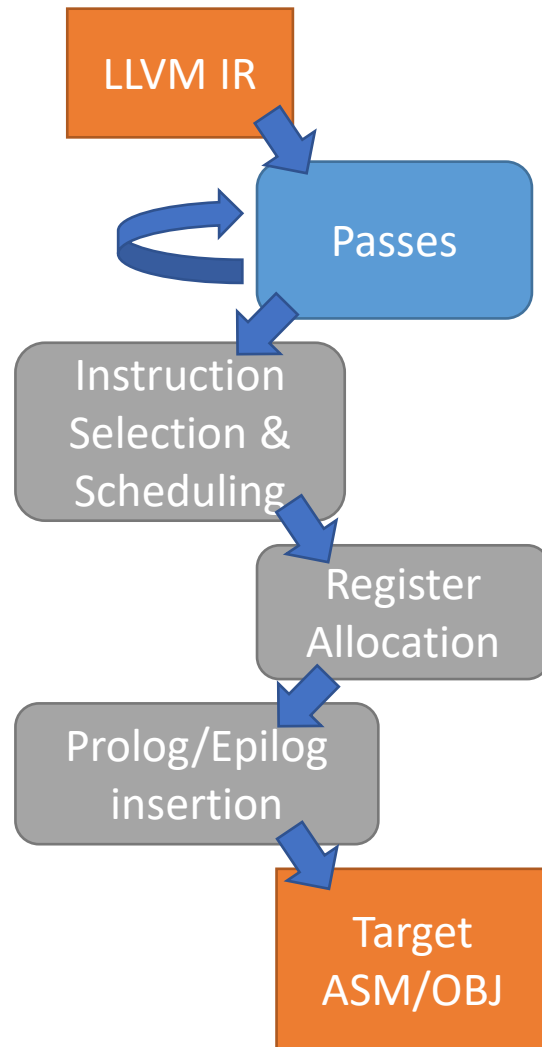 LLVM IR
Passes
Instruction
Selection &
Scheduling
Register
Allocation
Prolog/Epilog
insertion
Target
ASM/OBJ